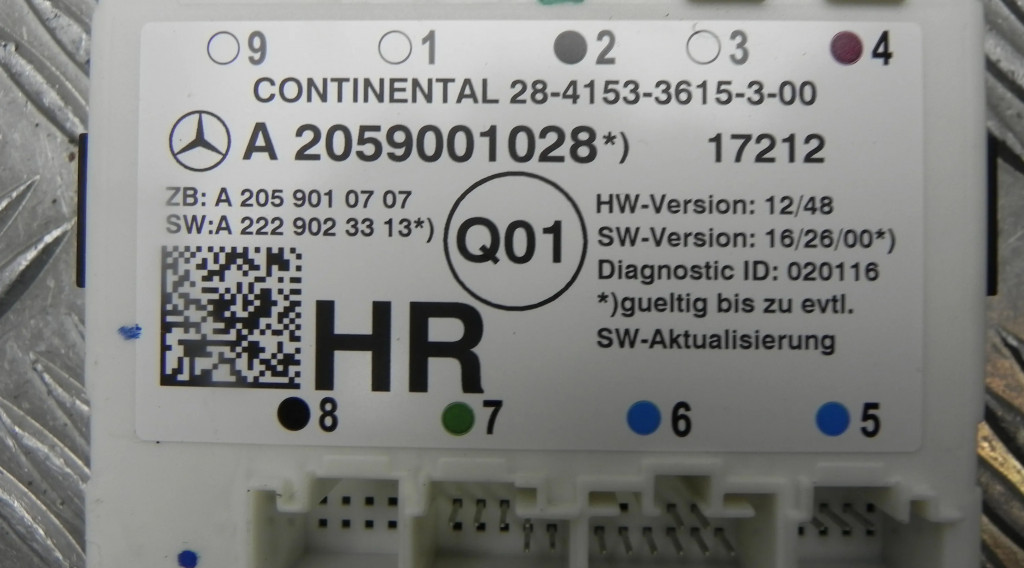 9 1 2 3 4
CONTINENTAL 28-4153-3615-3-00
A 2059001028*) 17212
ZB: A 205 901 07 07
SW:A 222 902 33 13*)
Q01
HW-Version: 12/48
SW-Version: 16/26/00*)
Diagnostic ID: 020116
*)gueltig bis zu evtl.
SW-Aktualisierung
HR
8 7 6 5